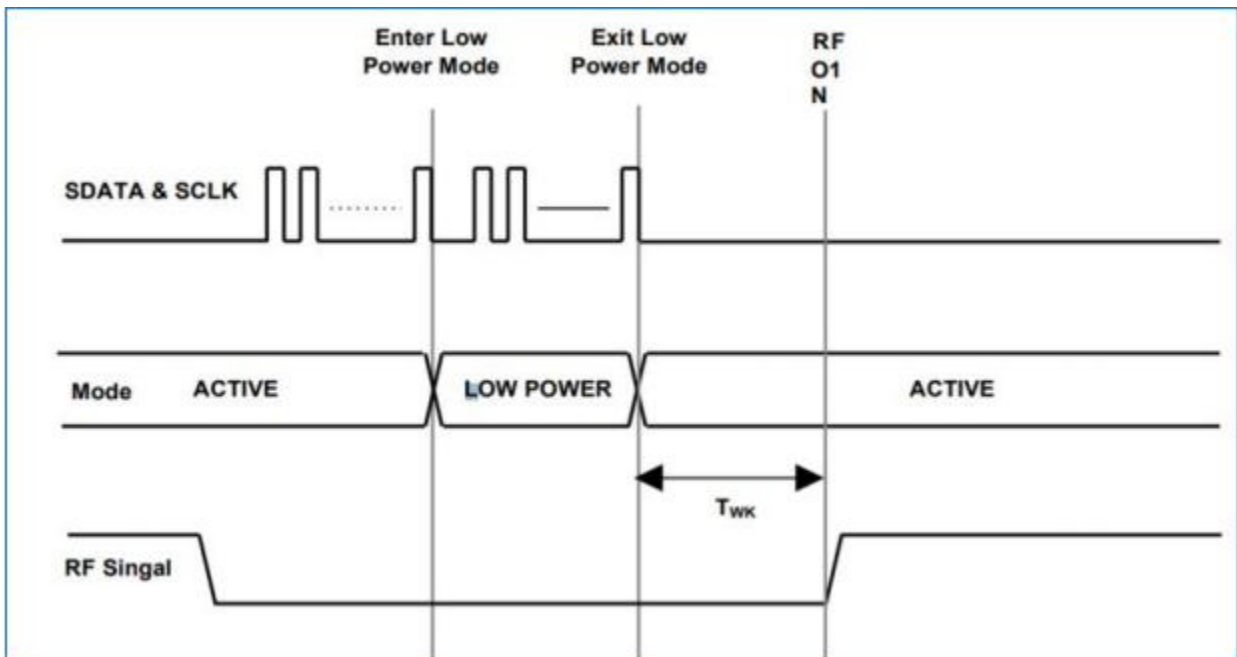 Enter Low
Power Mode
Exit Low
Power Mode
RF
O1
N
SDATA & SCLK
Mode
ACTIVE
LOW POWER
ACTIVE
TWK
RF Singal